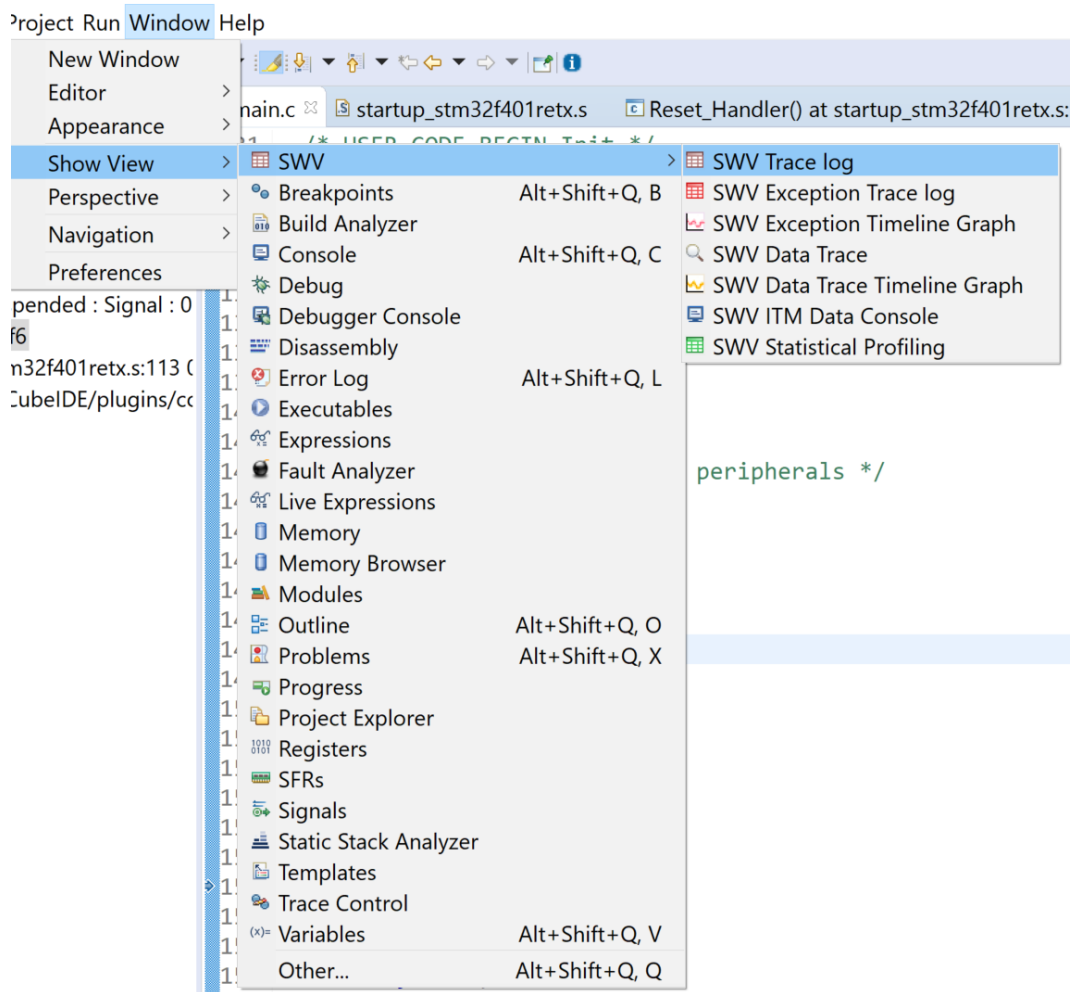 Project Run Window Help
New Window
Editor
Appearance
Show View
Perspective
Navigation
Preferences
main.c
startup_stm32f401retx.s
Reset_Handler() at startup_stm32f401retx.s:
/* USER CODE BEGIN Init */
SWV
Breakpoints Alt+Shift+Q, B
Build Analyzer
Console Alt+Shift+Q, C
Debug
Debugger Console
Disassembly
Error Log Alt+Shift+Q, L
Executables
Expressions
Fault Analyzer
Live Expressions
Memory
Memory Browser
Modules
Outline Alt+Shift+Q, O
Problems Alt+Shift+Q, X
Progress
Project Explorer
Registers
SFRs
Signals
Static Stack Analyzer
Templates
Trace Control
(x)= Variables Alt+Shift+Q, V
Other... Alt+Shift+Q, Q
SWV Trace log
SWV Exception Trace log
SWV Exception Timeline Graph
SWV Data Trace
SWV Data Trace Timeline Graph
SWV ITM Data Console
SWV Statistical Profiling
pended : Signal : 0
f6
m32f401retx.s:113 (
CubeIDE/plugins/cc
peripherals */